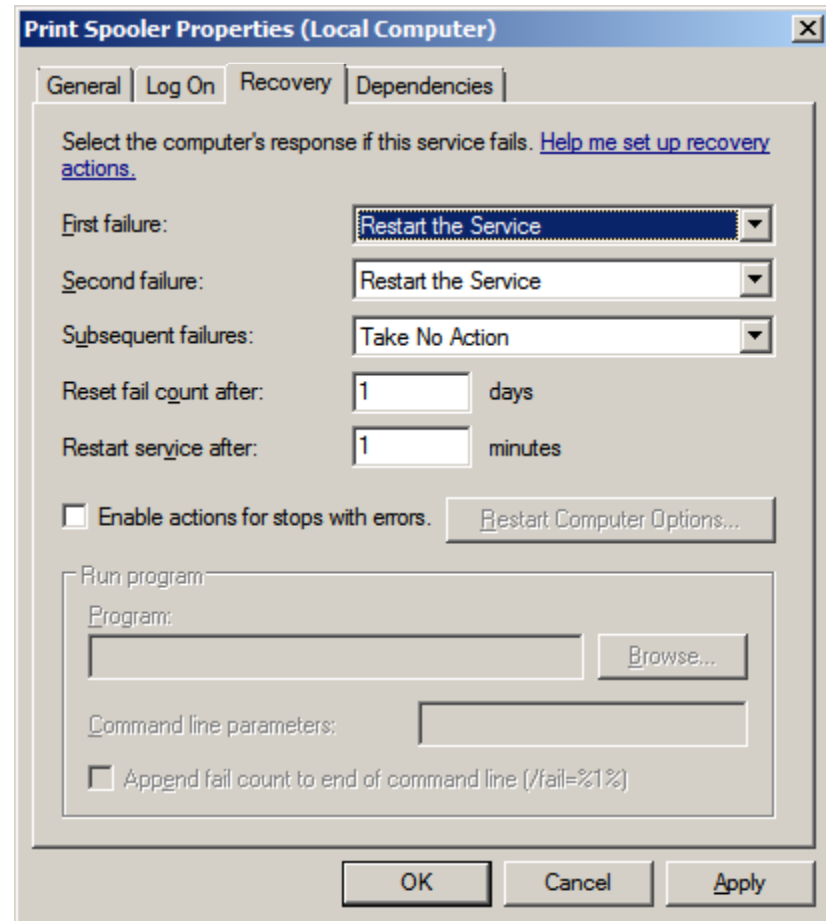 Print Spooler Properties (Local Computer)
General Log On Recovery Dependencies
Select the computer's response if this service fails. Help me set up recovery
actions.
First failure: Restart the Service
Second failure: Restart the Service
Subsequent failures: Take No Action
Reset fail count after: 1 days
Restart service after: 1 minutes
Enable actions for stops with errors. Restart Computer Options...
Run program
Program:
Browse...
Command line parameters:
Append fail count to end of command line (/fail=%1%)
OK Cancel Apply